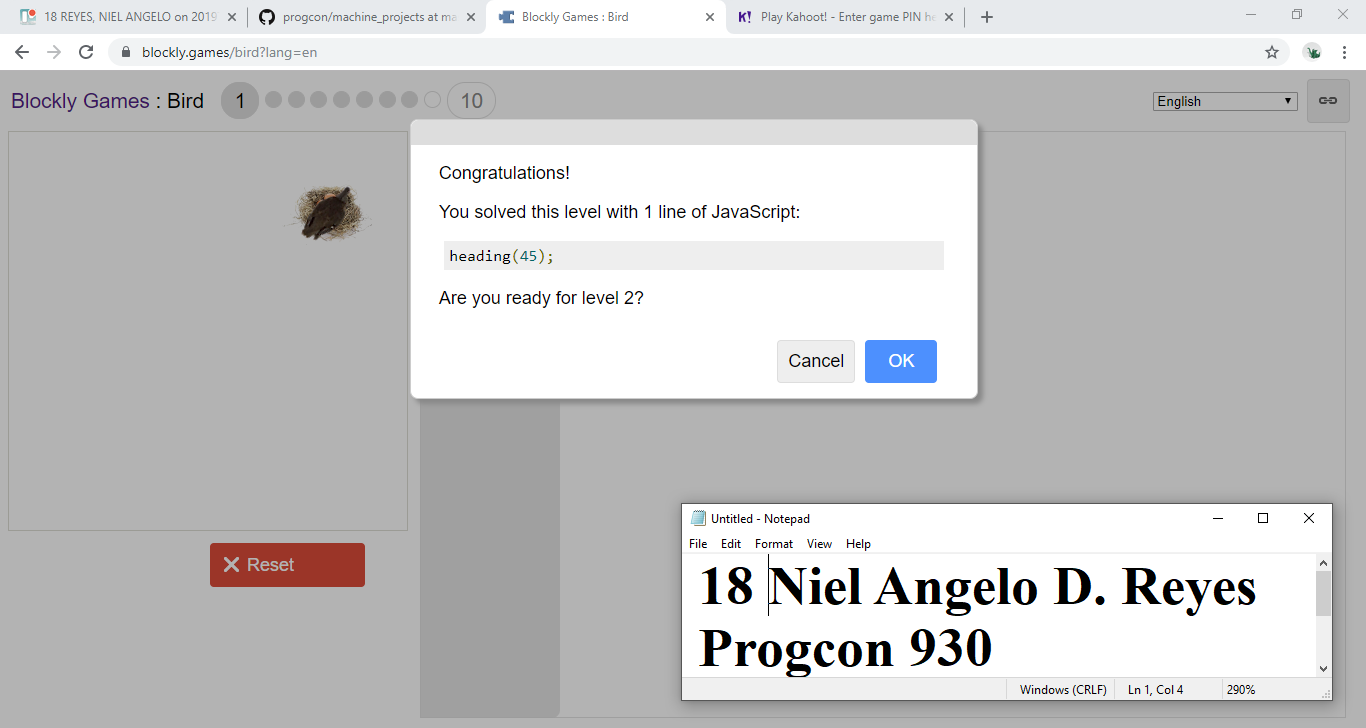 18 REYES, NIEL ANGELO on 2019
progcon/machine_projects at ma
Blockly Games : Bird
K! Play Kahoot! - Enter game PIN he
blockly.games/bird?lang=en
Blockly Games : Bird 1 10
English
Congratulations!
You solved this level with 1 line of JavaScript:
heading(45);
Are you ready for level 2?
Cancel OK
Reset
Untitled - Notepad
File Edit Format View Help
18 Niel Angelo D. Reyes
Progcon 930
Windows (CRLF) Ln 1, Col 4 290%